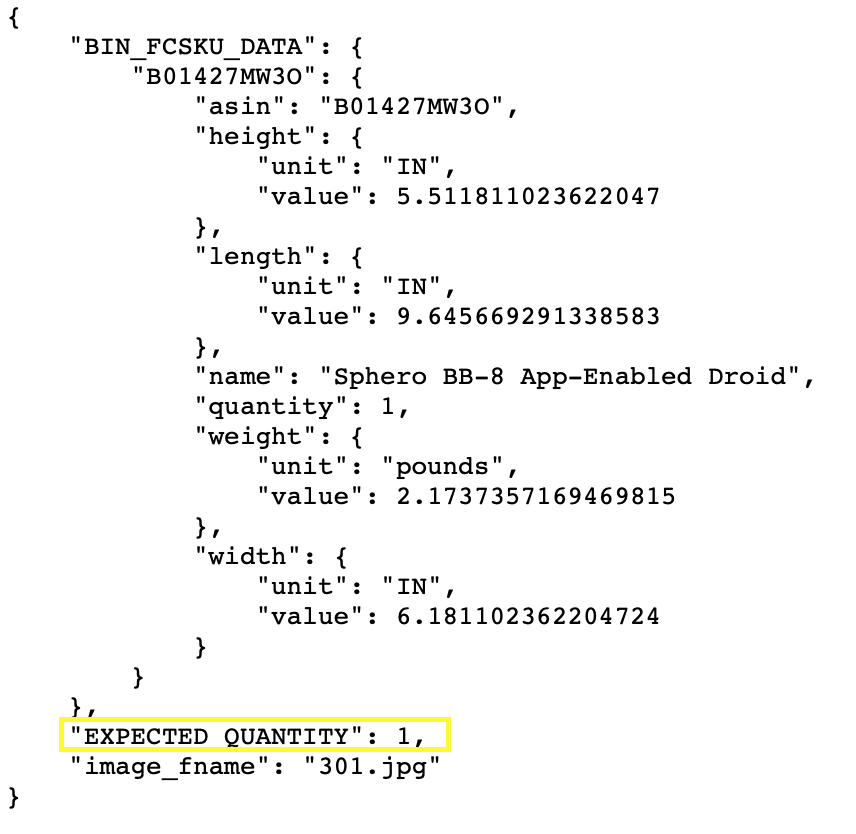 {
    "BIN_FCSKU_DATA": {
        "B01427MW3O": {
            "asin": "B01427MW3O",
            "height": {
                "unit": "IN",
                "value": 5.511811023622047
            },
            "length": {
                "unit": "IN",
                "value": 9.645669291338583
            },
            "name": "Sphero BB-8 App-Enabled Droid",
            "quantity": 1,
            "weight": {
                "unit": "pounds",
                "value": 2.1737357169469815
            },
            "width": {
                "unit": "IN",
                "value": 6.181102362204724
            }
        }
    },
    "EXPECTED_QUANTITY": 1,
    "image_fname": "301.jpg"
}